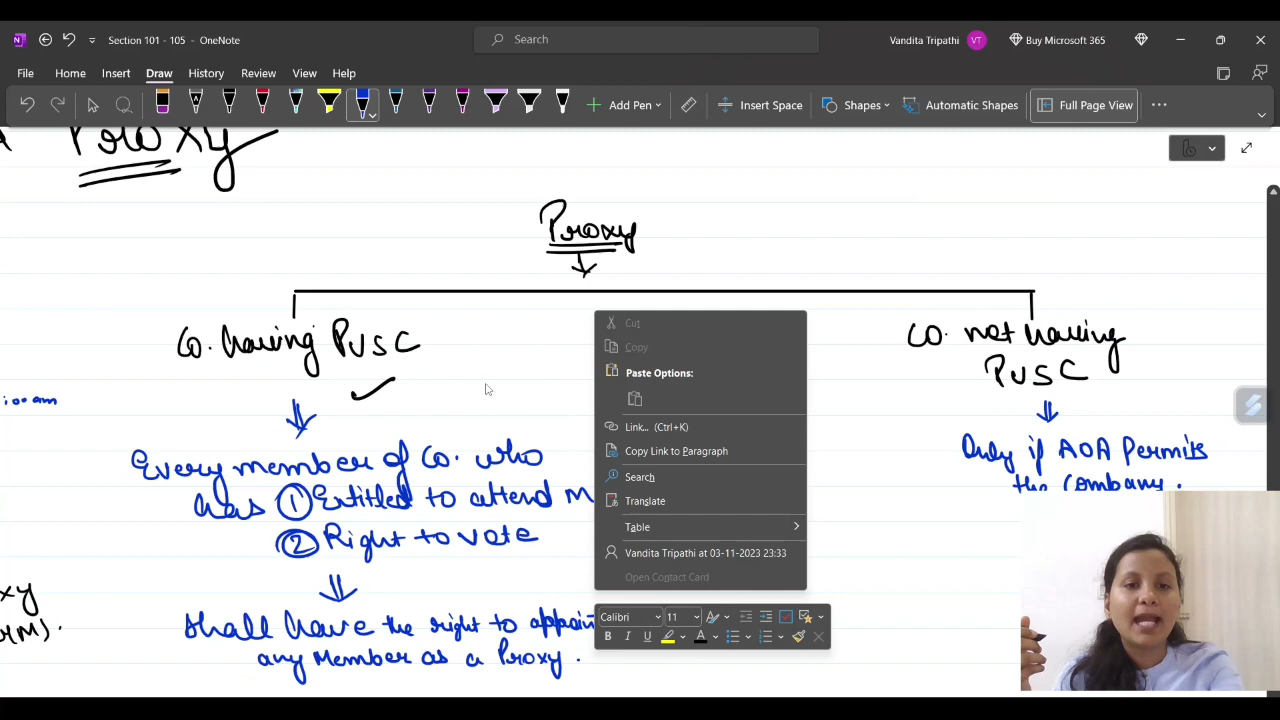 Section 101 - 105 - OneNote
Search
Vandita Tripathi
VT
Buy Microsoft 365
File Home Insert Draw History Review View Help
Add Pen
Insert Space
Shapes
Automatic Shapes
Full Page View
Proxy
Proxy
Co. having PUSC
Co. not having
PUSC
:00am
Every member of Co. who
has ① Entitled to attend M
② Right to vote
Shall have the right to appoin
any Member as a Proxy.
Only if AOA Permits
the Company.
xy
Cut
Copy
Paste Options:
Link... (Ctrl+K)
Copy Link to Paragraph
Search
Translate
Table
Vandita Tripathi at 03-11-2023 23:33
Open Contact Card
Calibri 11
B I U A